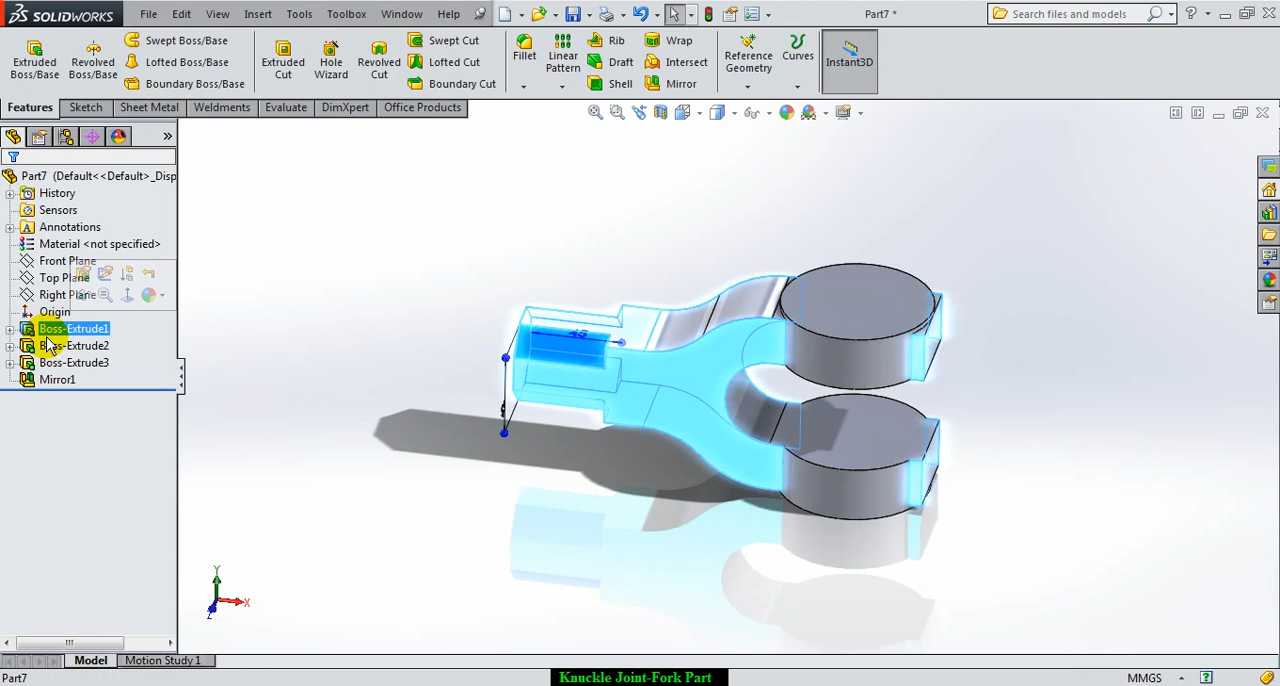 SOLIDWORKS File Edit View Insert Tools Toolbox Window Help Part7 * Search files and models
Extruded Boss/Base
Revolved Boss/Base
Swept Boss/Base
Lofted Boss/Base
Boundary Boss/Base
Extruded Cut
Hole Wizard
Revolved Cut
Swept Cut
Lofted Cut
Boundary Cut
Fillet
Linear Pattern
Rib
Draft
Shell
Wrap
Intersect
Mirror
Reference Geometry
Curves
Instant3D
Features Sketch Sheet Metal Weldments Evaluate DimXpert Office Products
Part7 (Default<<Default>_Disp
History
Sensors
Annotations
Material <not specified>
Front Plane
Top Plane
Right Plane
Origin
Boss-Extrude1
Boss-Extrude2
Boss-Extrude3
Mirror1
45
Y
X
Z
Model Motion Study 1
Part7 Knuckle Joint-Fork Part MMGS